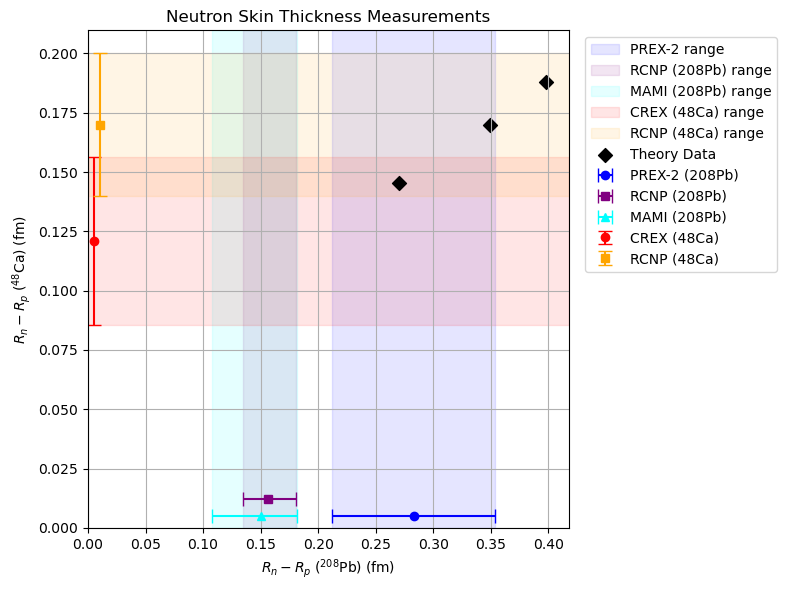 Neutron Skin Thickness Measurements
PREX-2 range
RCNP (208Pb) range
MAMI (208Pb) range
CREX (48Ca) range
RCNP (48Ca) range
Theory Data
PREX-2 (208Pb)
RCNP (208Pb)
MAMI (208Pb)
CREX (48Ca)
RCNP (48Ca)
0.200
0.175
0.150
0.125
0.100
0.075
0.050
0.025
0.000
$R_n - R_p$ ($^{48}$Ca) (fm)
0.00 0.05 0.10 0.15 0.20 0.25 0.30 0.35 0.40
$R_n - R_p$ ($^{208}$Pb) (fm)